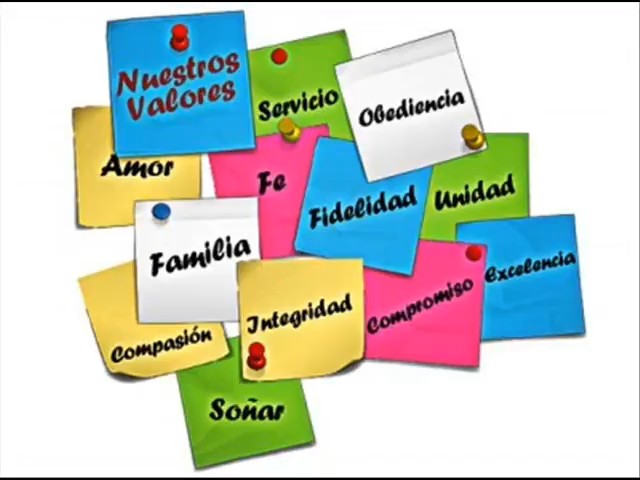 Nuestros
Valores
Servicio
Obediencia
Amor
Fe
Fidelidad
Unidad
Familia
Excelencia
Compasión
Integridad
Compromiso
Soñar